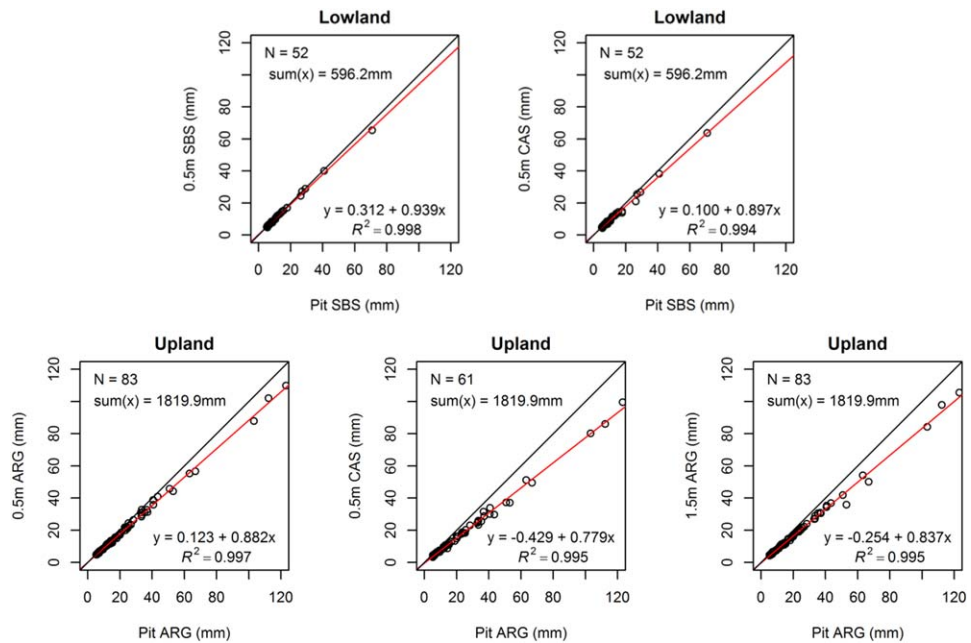 Lowland
0.5m SBS (mm)
120
80
60
40
20
0
N = 52
sum(x) = 596.2mm
y = 0.312 + 0.939x
R² = 0.998
0 20 40 60 80 120
Pit SBS (mm)
Lowland
0.5m CAS (mm)
120
80
60
40
20
0
N = 52
sum(x) = 596.2mm
y = 0.100 + 0.897x
R² = 0.994
0 20 40 60 80 120
Pit SBS (mm)
Upland
0.5m ARG (mm)
120
80
60
40
20
0
N = 83
sum(x) = 1819.9mm
y = 0.123 + 0.882x
R² = 0.997
0 20 40 60 80 120
Pit ARG (mm)
Upland
0.5m CAS (mm)
120
80
60
40
20
0
N = 61
sum(x) = 1819.9mm
y = -0.429 + 0.779x
R² = 0.995
0 20 40 60 80 120
Pit ARG (mm)
Upland
1.5m ARG (mm)
120
80
60
40
20
0
N = 83
sum(x) = 1819.9mm
y = -0.254 + 0.837x
R² = 0.995
0 20 40 60 80 120
Pit ARG (mm)